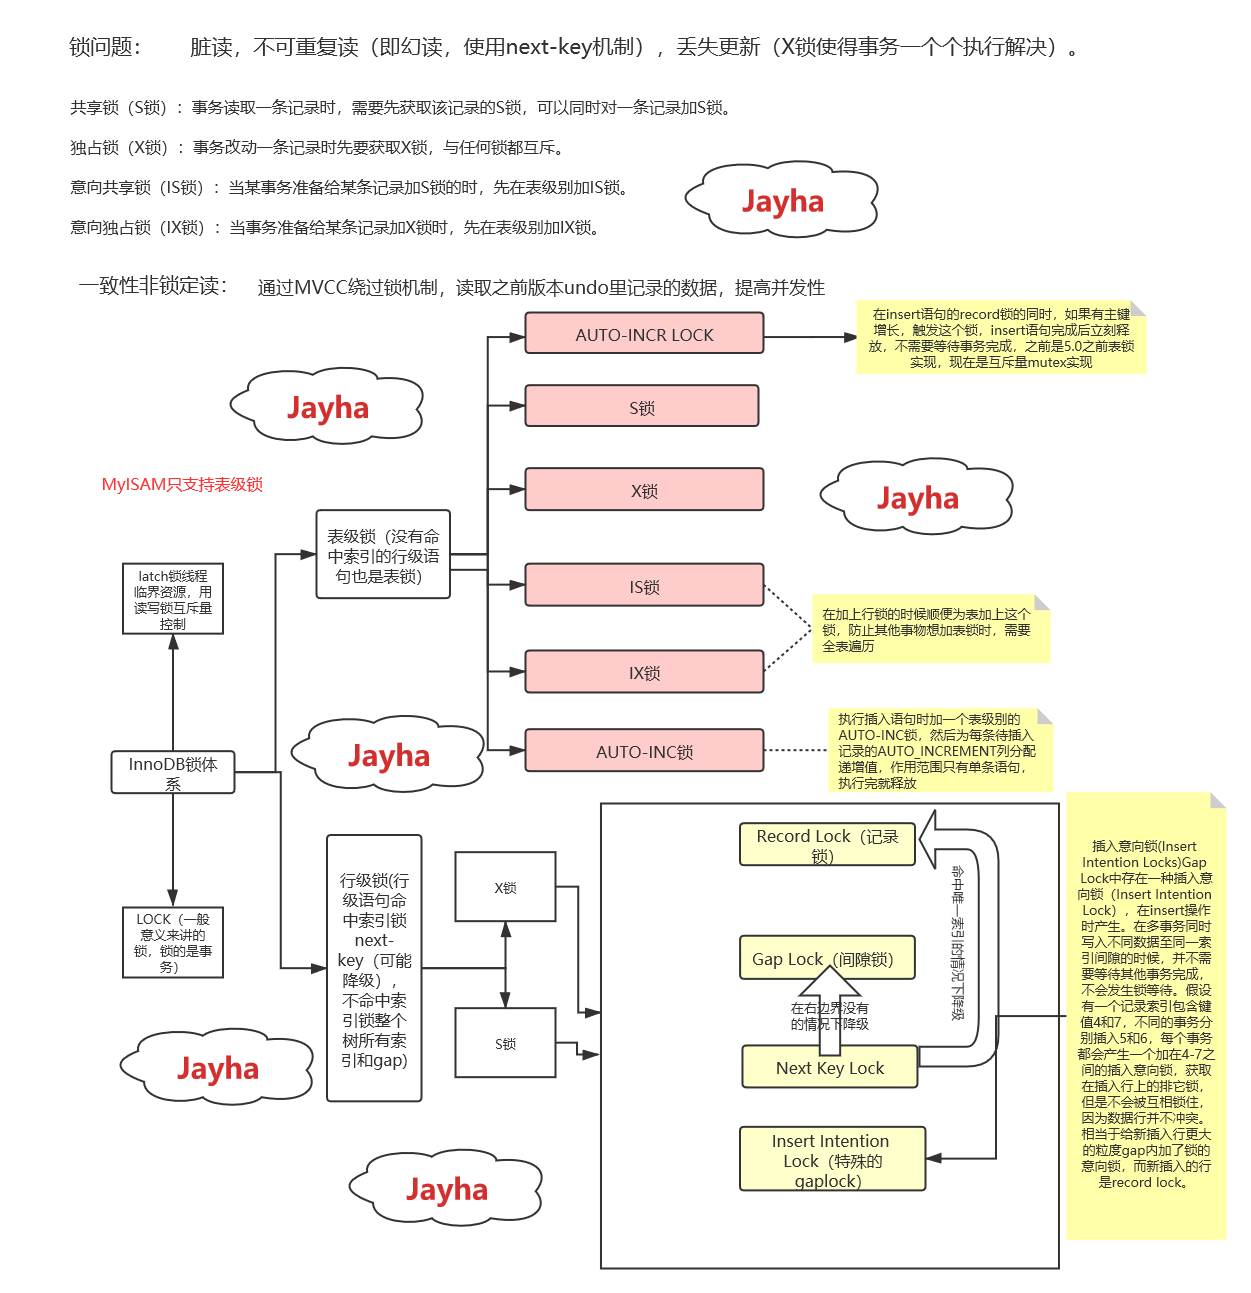 锁问题： 脏读，不可重复读（即幻读，使用next-key机制），丢失更新（X锁使得事务一个个执行解决）。
共享锁（S锁）：事务读取一条记录时，需要先获取该记录的S锁，可以同时对一条记录加S锁。
独占锁（X锁）：事务改动一条记录时先要获取X锁，与任何锁都互斥。
意向共享锁（IS锁）：当某事务准备给某条记录加S锁的时，先在表级别加IS锁。
意向独占锁（IX锁）：当事务准备给某条记录加X锁时，先在表级别加IX锁。
Jayha
一致性非锁定读： 通过MVCC绕过锁机制，读取之前版本undo里记录的数据，提高并发性
AUTO-INCR LOCK
在insert语句的record锁的同时，如果有主键
增长，触发这个锁，insert语句完成后立刻释
放，不需要等待事务完成，之前是5.0之前表锁
实现，现在是互斥量mutex实现
Jayha
S锁
MyISAM只支持表级锁
X锁
Jayha
表级锁（没有命
中索引的行级语
句也是表锁）
latch锁线程
临界资源，用
读写锁互斥量
控制
IS锁
在加上行锁的时候顺便为表加上这个
锁，防止其他事物想加表锁时，需要
全表遍历
IX锁
Jayha
AUTO-INC锁
执行插入语句时加一个表级别的
AUTO-INC锁，然后为每条待插入
记录的AUTO_INCREMENT列分配
递增值，作用范围只有单条语句，
执行完就释放
InnoDB锁体
系
LOCK（一般
意义来讲的
锁，锁的是事
务）
行级锁(行
级语句命
中索引锁
next-
key（可能
降级），
不命中索
引锁整个
树所有索
引和gap)
X锁
S锁
Record Lock（记录
锁）
命中唯一索引的情况下降级
Gap Lock（间隙锁）
在右边界没有
的情况下降级
Next Key Lock
Insert Intention
Lock（特殊的
gaplock）
插入意向锁(Insert
Intention Locks)Gap
Lock中存在一种插入意
向锁（Insert Intention
Lock），在insert操作
时产生。在多事务同时
写入不同数据至同一索
引间隙的时候，并不需
要等待其他事务完成，
不会发生锁等待。假设
有一个记录索引包含键
值4和7，不同的事务分
别插入5和6，每个事务
都会产生一个加在4-7之
间的插入意向锁，获取
在插入行上的排它锁，
但是不会被互相锁住，
因为数据行并不冲突。
相当于给新插入行更大
的粒度gap内加了锁的
意向锁，而新插入的行
是record lock。
Jayha
Jayha